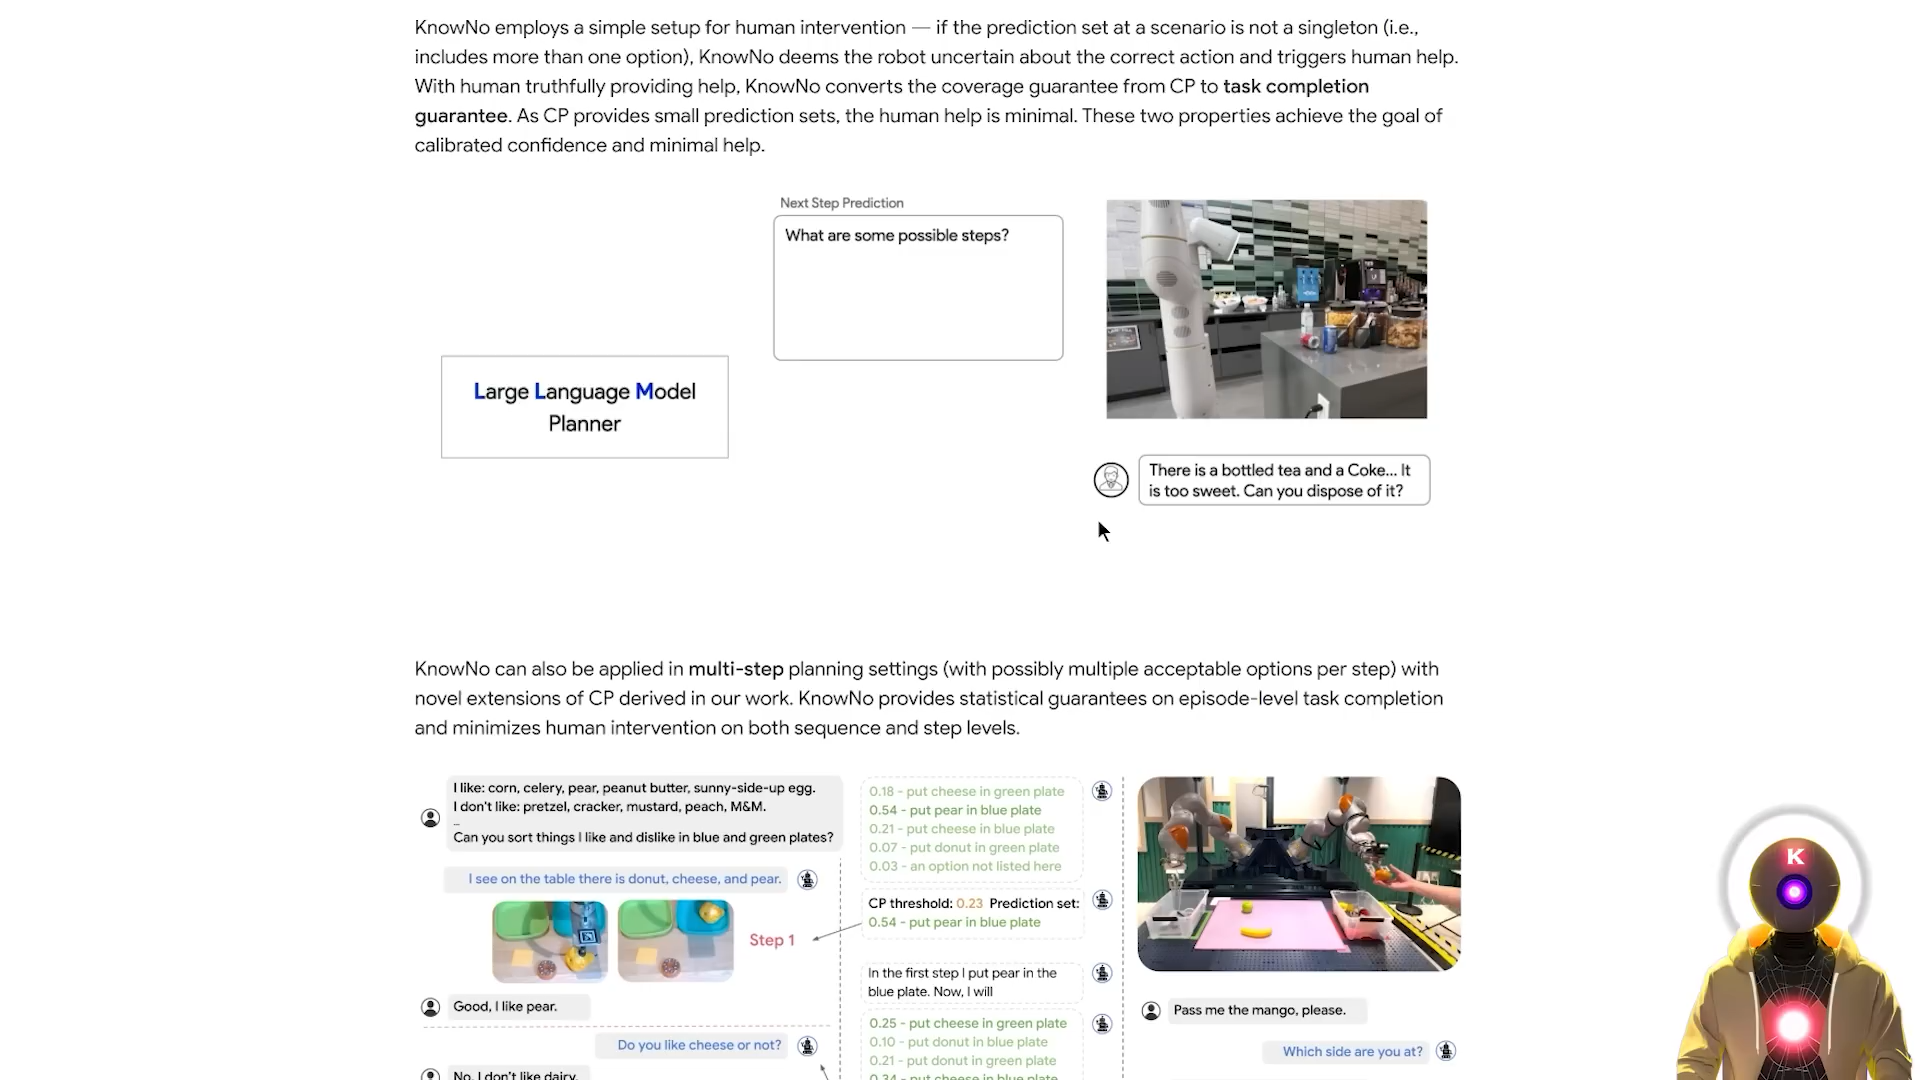 KnowNo employs a simple setup for human intervention — if the prediction set at a scenario is not a singleton (i.e.,
includes more than one option), KnowNo deems the robot uncertain about the correct action and triggers human help.
With human truthfully providing help, KnowNo converts the coverage guarantee from CP to task completion
guarantee. As CP provides small prediction sets, the human help is minimal. These two properties achieve the goal of
calibrated confidence and minimal help.
Next Step Prediction
What are some possible steps?
Large Language Model
Planner
There is a bottled tea and a Coke... It
is too sweet. Can you dispose of it?
KnowNo can also be applied in multi-step planning settings (with possibly multiple acceptable options per step) with
novel extensions of CP derived in our work. KnowNo provides statistical guarantees on episode-level task completion
and minimizes human intervention on both sequence and step levels.
I like: corn, celery, pear, peanut butter, sunny-side-up egg.
I don't like: pretzel, cracker, mustard, peach, M&M.
...
Can you sort things I like and dislike in blue and green plates?
I see on the table there is donut, cheese, and pear.
Step 1
Good, I like pear.
Do you like cheese or not?
No, I don't like dairy.
0.18 - put cheese in green plate
0.54 - put pear in blue plate
0.21 - put cheese in blue plate
0.07 - put donut in green plate
0.03 - an option not listed here
CP threshold: 0.23 Prediction set:
0.54 - put pear in blue plate
In the first step I put pear in the
blue plate. Now, I will
0.25 - put cheese in green plate
0.10 - put donut in blue plate
0.21 - put donut in green plate
0.34 - put cheese in blue plate
Pass me the mango, please.
Which side are you at?
K